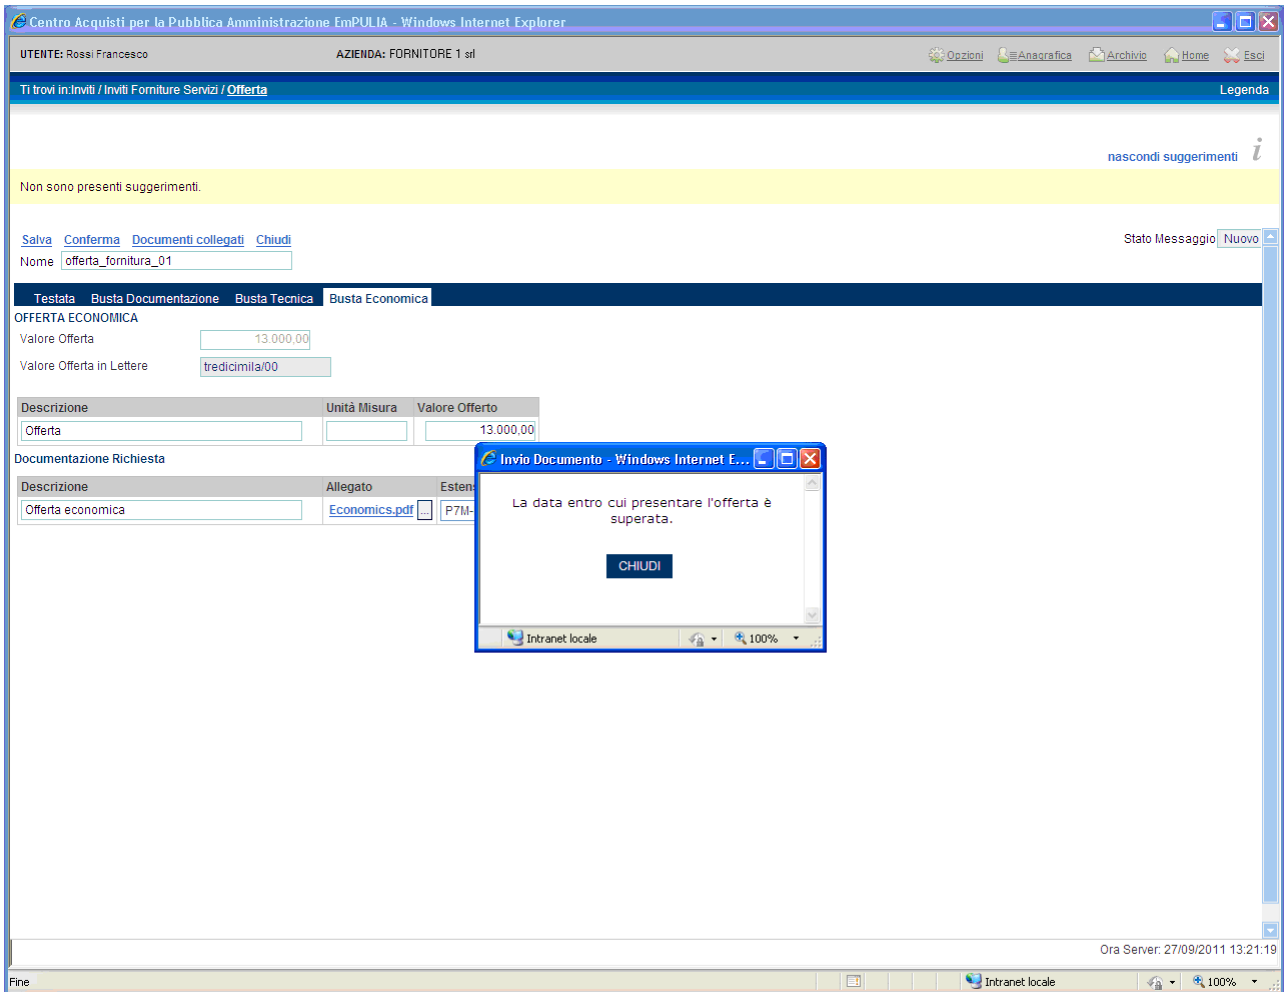 Centro Acquisti per la Pubblica Amministrazione EmPULIA - Windows Internet Explorer
UTENTE: Rossi Francesco AZIENDA: FORNITORE 1 srl Opzioni Anagrafica Archivio Home Esci
Ti trovi in:Inviti / Inviti Forniture Servizi / Offerta Legenda
nascondi suggerimenti i
Non sono presenti suggerimenti.
Salva Conferma Documenti collegati Chiudi Stato Messaggio Nuovo
Nome offerta_fornitura_01
Testata Busta Documentazione Busta Tecnica Busta Economica
OFFERTA ECONOMICA
Valore Offerta 13.000,00
Valore Offerta in Lettere tredicimila/00
Descrizione Unità Misura Valore Offerto
Offerta 13.000,00
Documentazione Richiesta
Descrizione Allegato Esten
Offerta economica Economics.pdf ... P7M-
Invio Documento - Windows Internet E...
La data entro cui presentare l'offerta è
superata.
CHIUDI
Intranet locale 100%
Ora Server: 27/09/2011 13:21:19
Fine Intranet locale 100%